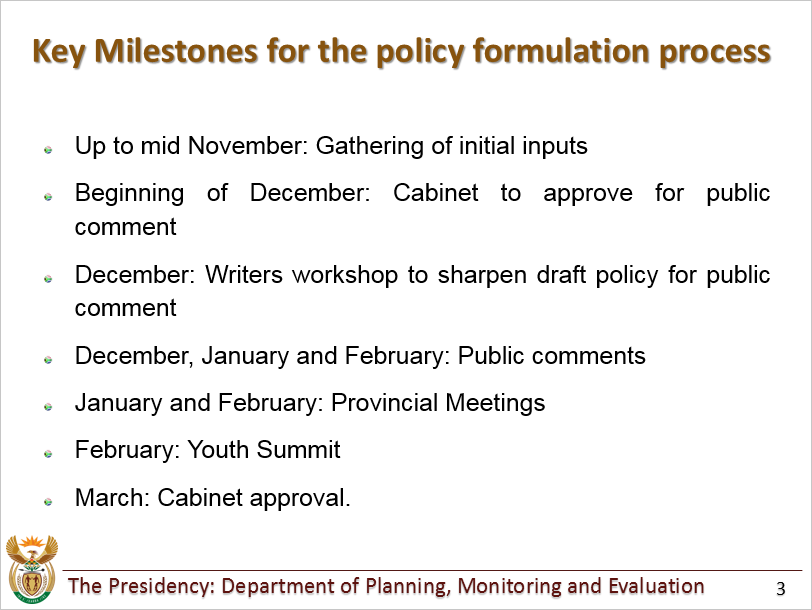 Key Milestones for the policy formulation process
Up to mid November: Gathering of initial inputs
Beginning of December: Cabinet to approve for public
comment
December: Writers workshop to sharpen draft policy for public
comment
December, January and February: Public comments
January and February: Provincial Meetings
February: Youth Summit
March: Cabinet approval.
The Presidency: Department of Planning, Monitoring and Evaluation
3